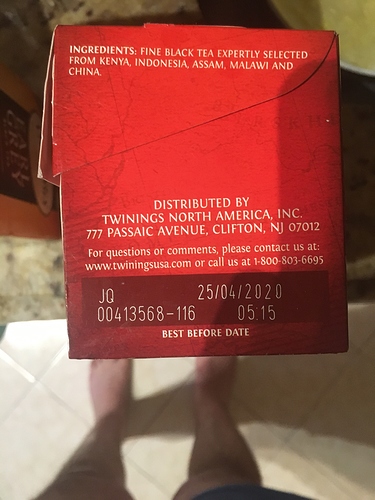 INGREDIENTS: FINE BLACK TEA EXPERTLY SELECTED
FROM KENYA, INDONESIA, ASSAM, MALAWI AND
CHINA.
DISTRIBUTED BY
TWININGS NORTH AMERICA, INC.
777 PASSAIC AVENUE, CLIFTON, NJ 07012
For questions or comments, please contact us at:
www.twiningsusa.com or call us at 1-800-803-6695
JQ 25/04/2020
00413568-116 05:15
BEST BEFORE DATE